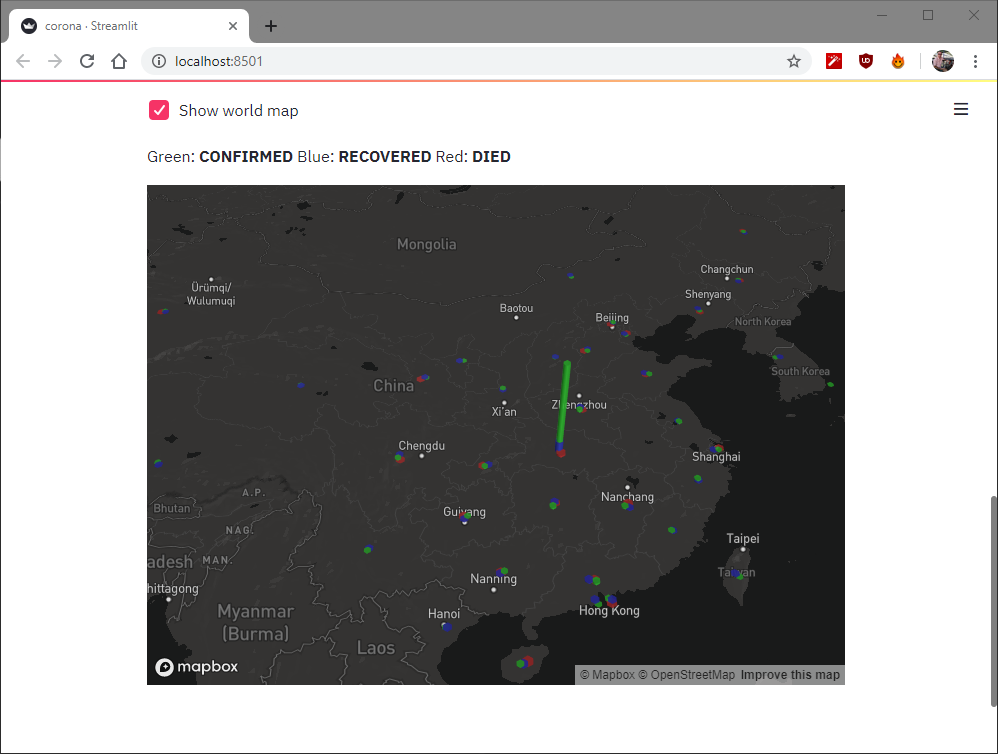 corona · Streamlit
localhost:8501
Show world map
Green: CONFIRMED Blue: RECOVERED Red: DIED
Mongolia
Changchun
Ürümqi/
Wulumuqi
Shenyang
Baotou
Beijing
North Korea
South Korea
China
Xi'an
Zhengzhou
Chengdu
Shanghai
A.P.
Nanchang
Bhutan
Guiyang
NAG.
Taipei
adesh
MAN.
Taiwan
Nanning
hittagong
Hanoi
Hong Kong
Myanmar
(Burma)
Laos
mapbox
© Mapbox © OpenStreetMap Improve this map